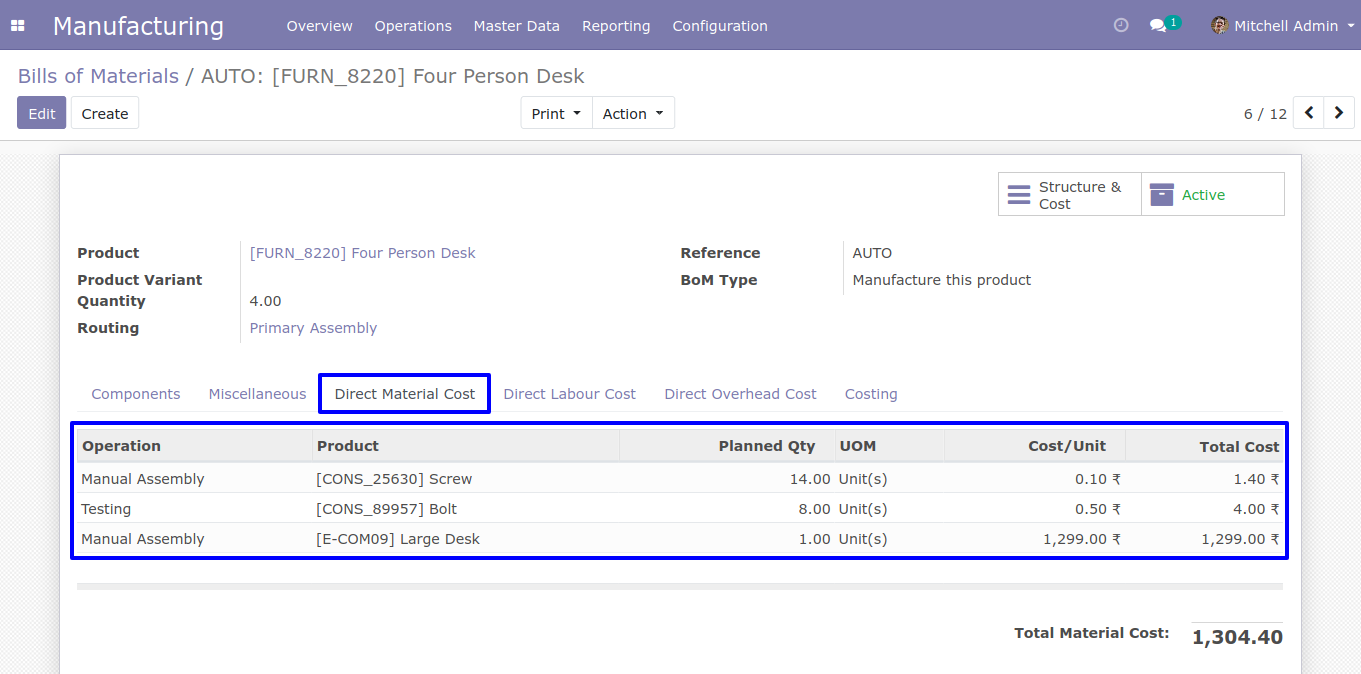 Manufacturing Overview Operations Master Data Reporting Configuration 1 Mitchell Admin
Bills of Materials / AUTO: [FURN_8220] Four Person Desk
Edit Create Print Action 6 / 12
Structure & Cost Active
Product [FURN_8220] Four Person Desk Reference AUTO
Product Variant BoM Type Manufacture this product
Quantity 4.00
Routing Primary Assembly
Components Miscellaneous Direct Material Cost Direct Labour Cost Direct Overhead Cost Costing
Operation Product Planned Qty UOM Cost/Unit Total Cost
Manual Assembly [CONS_25630] Screw 14.00 Unit(s) 0.10 ₹ 1.40 ₹
Testing [CONS_89957] Bolt 8.00 Unit(s) 0.50 ₹ 4.00 ₹
Manual Assembly [E-COM09] Large Desk 1.00 Unit(s) 1,299.00 ₹ 1,299.00 ₹
Total Material Cost: 1,304.40